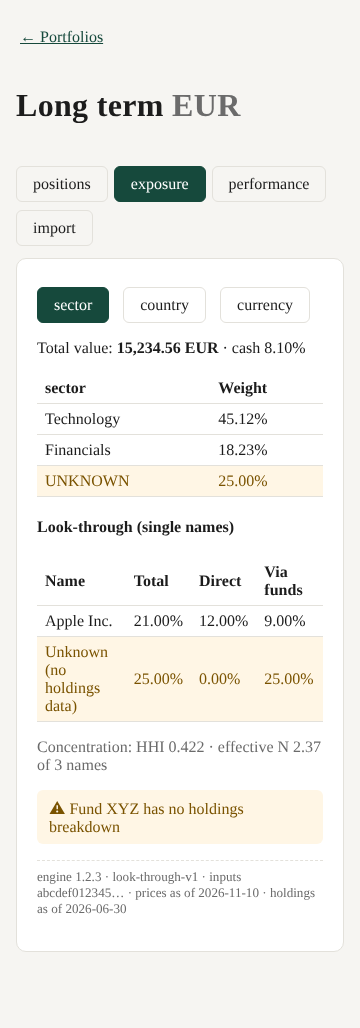 ← Portfolios
Long term EUR
positions exposure performance
import
sector country currency
Total value: 15,234.56 EUR · cash 8.10%
sector Weight
Technology 45.12%
Financials 18.23%
UNKNOWN 25.00%
Look-through (single names)
Name Total Direct Via funds
Apple Inc. 21.00% 12.00% 9.00%
Unknown (no holdings data) 25.00% 0.00% 25.00%
Concentration: HHI 0.422 · effective N 2.37
of 3 names
⚠ Fund XYZ has no holdings
breakdown
engine 1.2.3 · look-through-v1 · inputs
abcdef012345… · prices as of 2026-11-10 · holdings
as of 2026-06-30